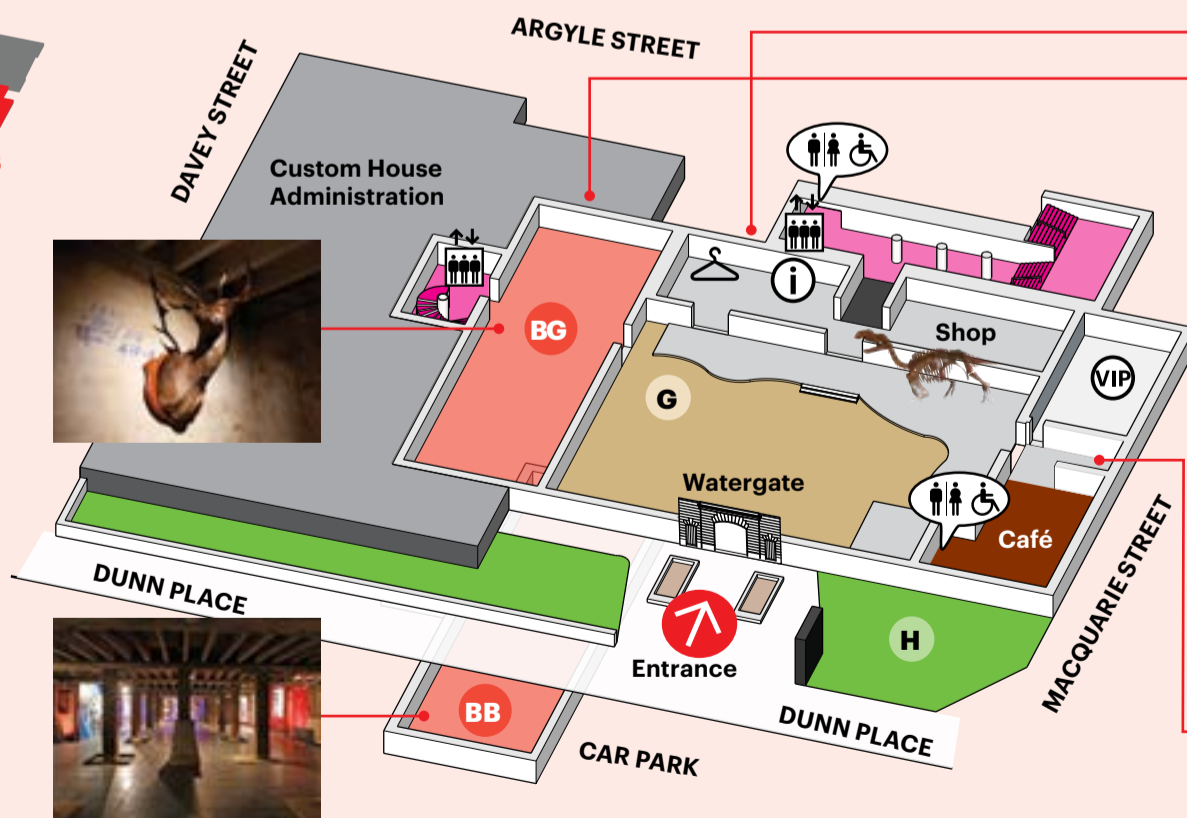 ARGYLE STREET
DAVEY STREET
Custom House
Administration
i
Shop
VIP
BG
G
Watergate
Café
MACQUARIE STREET
DUNN PLACE
Entrance
H
BB
DUNN PLACE
CAR PARK